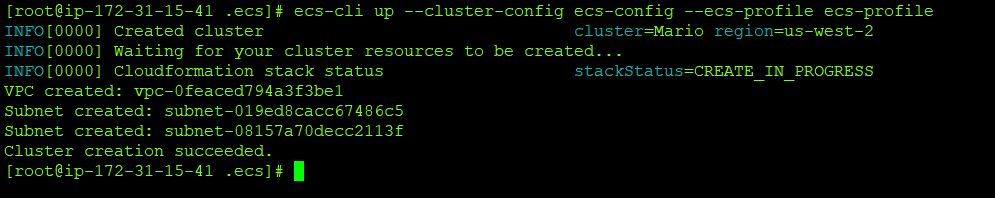 [root@ip-172-31-15-41 .ecs]# ecs-cli up --cluster-config ecs-config --ecs-profile ecs-profile
INFO[0000] Created cluster                               cluster=Mario region=us-west-2
INFO[0000] Waiting for your cluster resources to be created...
INFO[0000] Cloudformation stack status                   stackStatus=CREATE_IN_PROGRESS
VPC created: vpc-0feaced794a3f3be1
Subnet created: subnet-019ed8cacc67486c5
Subnet created: subnet-08157a70decc2113f
Cluster creation succeeded.
[root@ip-172-31-15-41 .ecs]#